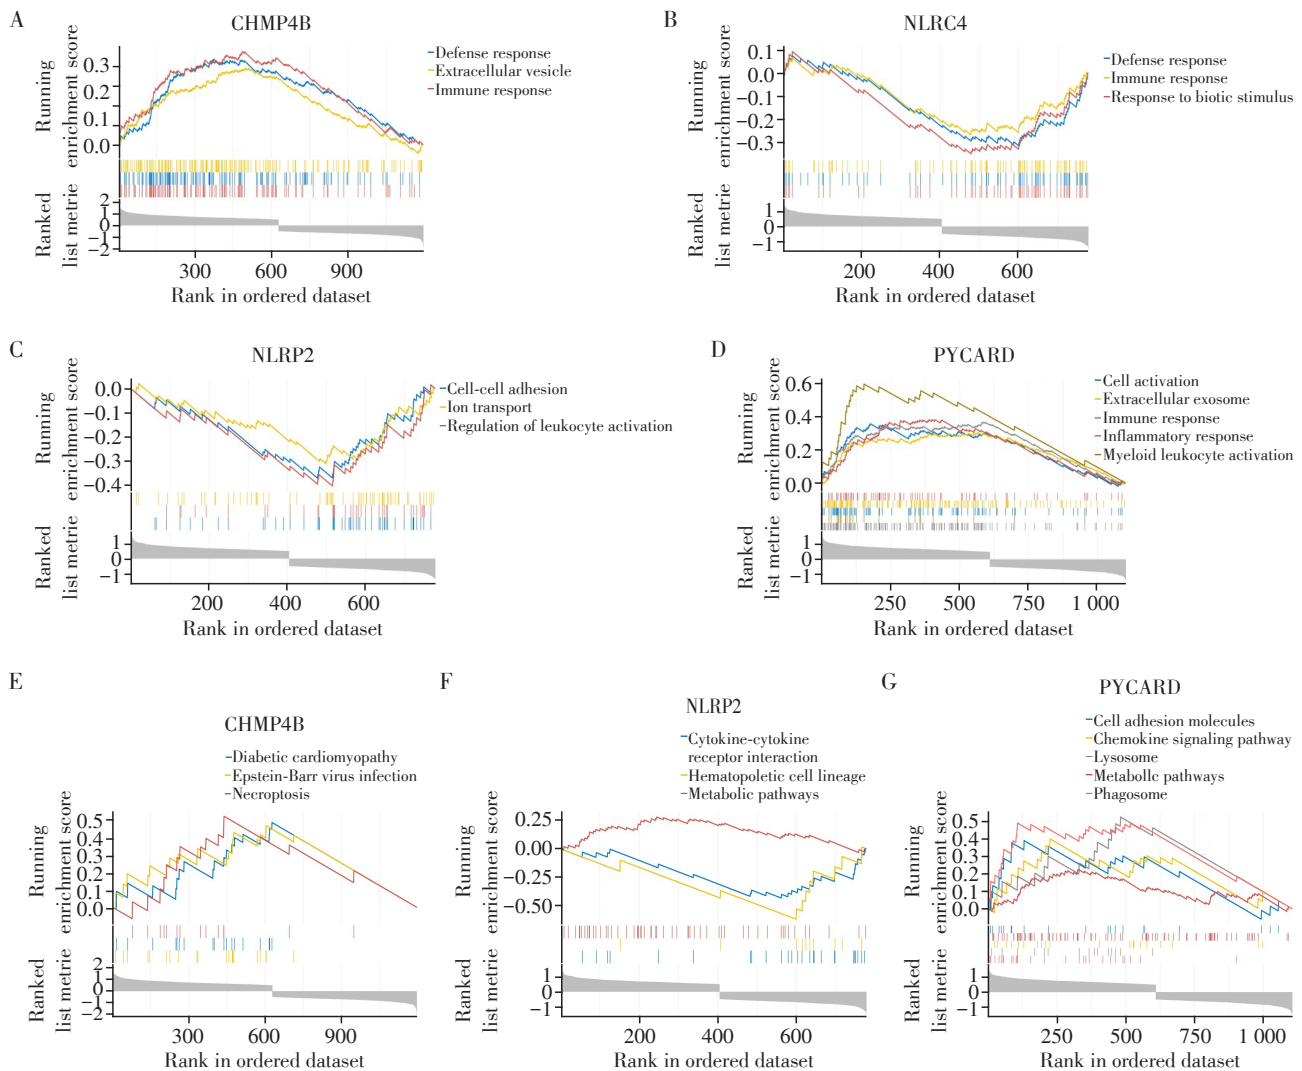 A
CHMP4B
Running
enrichment score
0.3
0.2
0.1
0.0
Defense response
Extracellular vesicle
Immune response
Ranked
list metrie
2
1
0
−1
−2
300
600
900
Rank in ordered dataset
B
NLRC4
Running
enrichment score
0.1
0.0
−0.1
−0.2
−0.3
Defense response
Immune response
Response to biotic stimulus
Ranked
list metrie
1
0
−1
200
400
600
Rank in ordered dataset
C
NLRP2
Running
enrichment score
0.0
−0.1
−0.2
−0.3
−0.4
Cell-cell adhesion
Ion transport
Regulation of leukocyte activation
Ranked
list metrie
1
0
−1
200
400
600
Rank in ordered dataset
D
PYCARD
Running
enrichment score
0.6
0.4
0.2
0.0
Cell activation
Extracellular exosome
Immune response
Inflammatory response
Myeloid leukocyte activation
Ranked
list metrie
1
0
−1
250
500
750
1 000
Rank in ordered dataset
E
CHMP4B
Diabetic cardiomyopathy
Epstein-Barr virus infection
Necroptosis
Running
enrichment score
0.5
0.4
0.3
0.2
0.1
0.0
Ranked
list metrie
2
1
0
−1
−2
300
600
900
Rank in ordered dataset
F
NLRP2
Cytokine-cytokine
receptor interaction
Hematopoletic cell lineage
Metabolic pathways
Running
enrichment score
0.25
0.00
−0.25
−0.50
Ranked
list metrie
1
0
−1
200
400
600
Rank in ordered dataset
G
PYCARD
Cell adhesion molecules
Chemokine signaling pathway
Lysosome
Metabollc pathways
Phagosome
Running
enrichment score
0.5
0.4
0.3
0.2
0.1
0.0
Ranked
list metrie
1
0
−1
250
500
750
1 000
Rank in ordered dataset